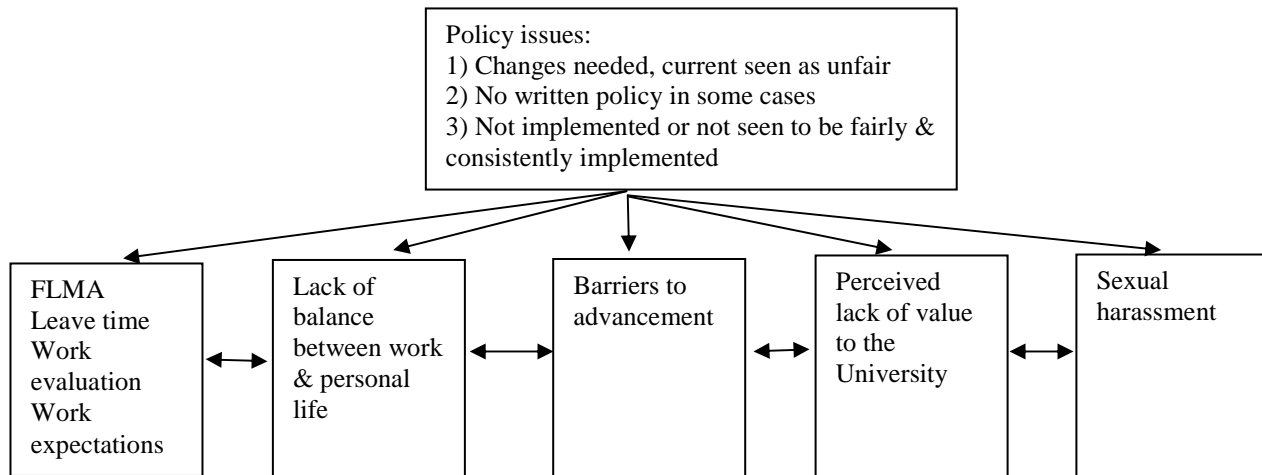 Policy issues:
1) Changes needed, current seen as unfair
2) No written policy in some cases
3) Not implemented or not seen to be fairly &
consistently implemented
FLMA
Leave time
Work
evaluation
Work
expectations
Lack of
balance
between work
& personal
life
Barriers to
advancement
Perceived
lack of value
to the
University
Sexual
harassment